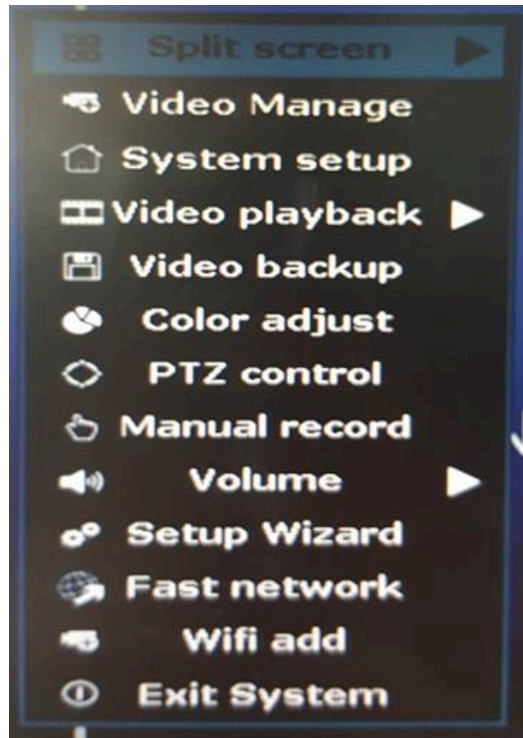 Split screen
Video Manage
System setup
Video playback
Video backup
Color adjust
PTZ control
Manual record
Volume
Setup Wizard
Fast network
Wifi add
Exit System